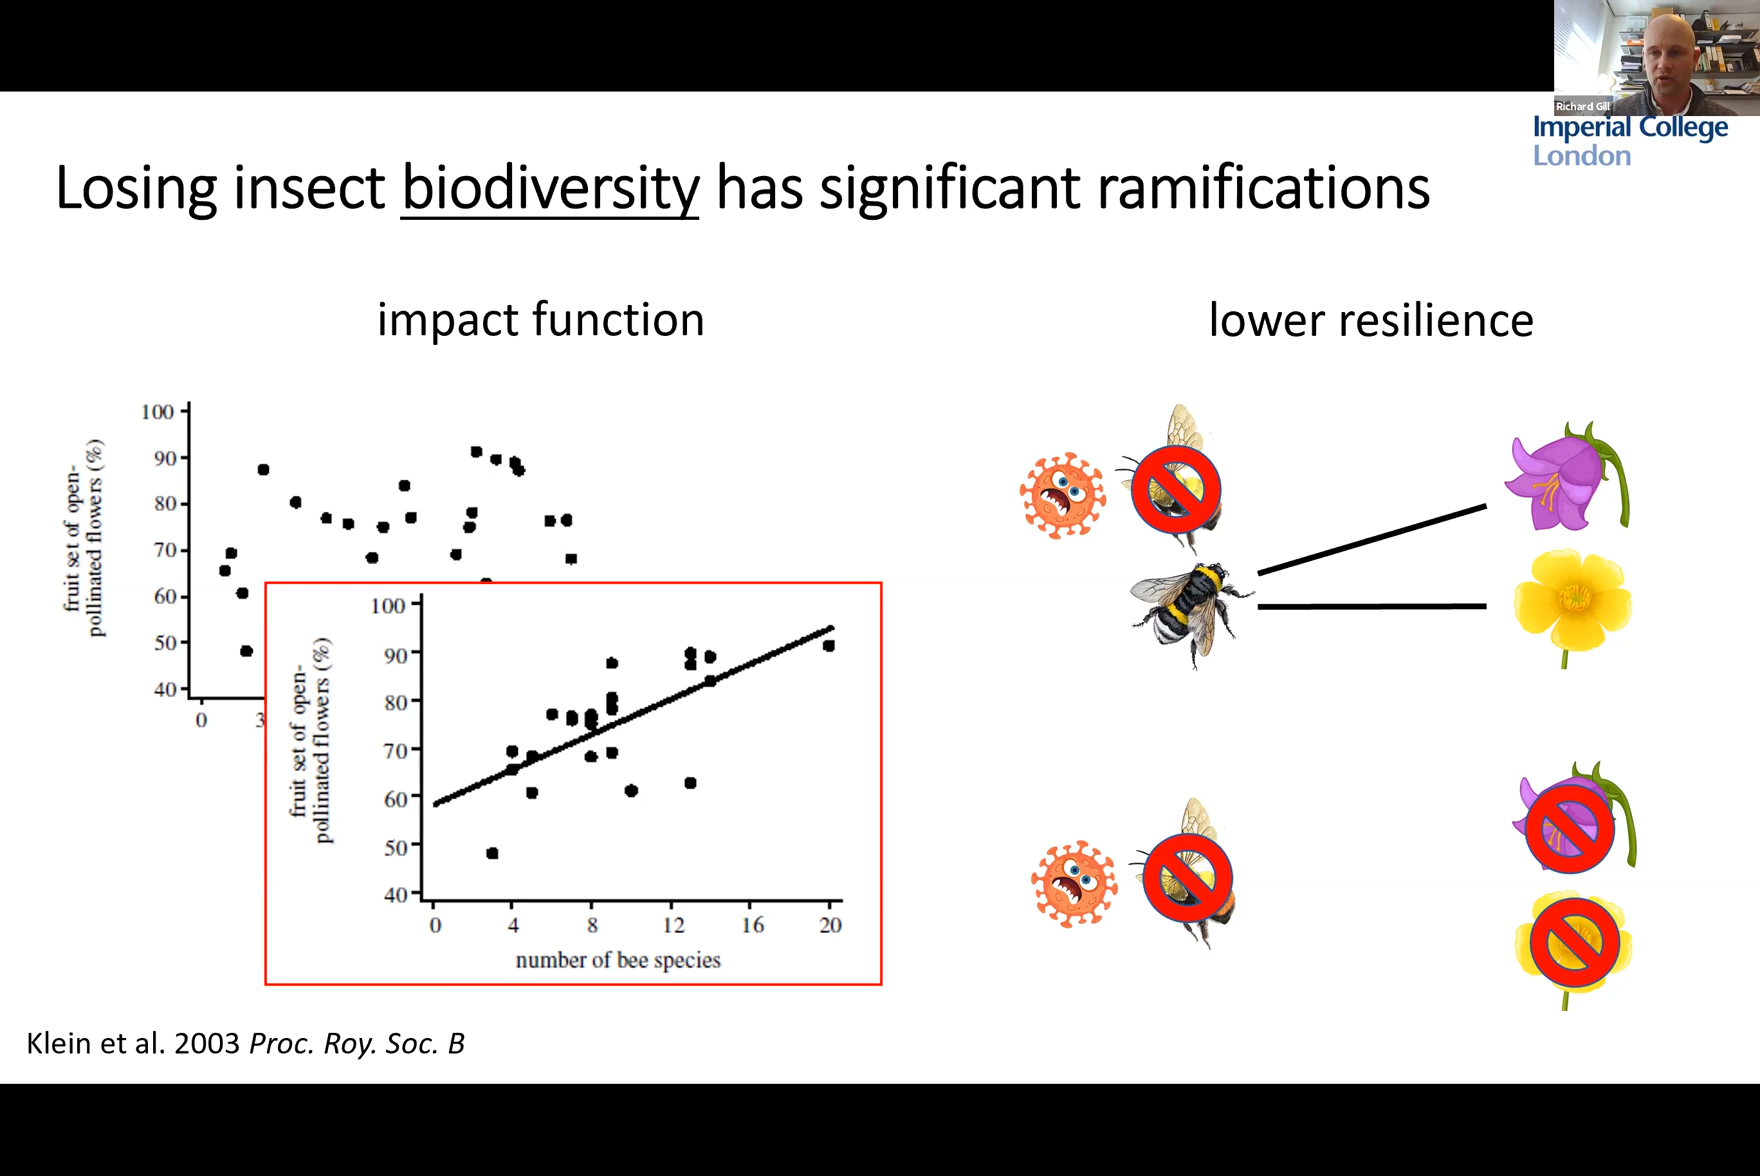 Richard Gill
Imperial College
London
Losing insect biodiversity has significant ramifications
impact function
lower resilience
fruit set of open-
pollinated flowers (%)
100
90
80
70
60
50
40
0
3
fruit set of open-
pollinated flowers (%)
100
90
80
70
60
50
40
0 4 8 12 16 20
number of bee species
Klein et al. 2003 Proc. Roy. Soc. B